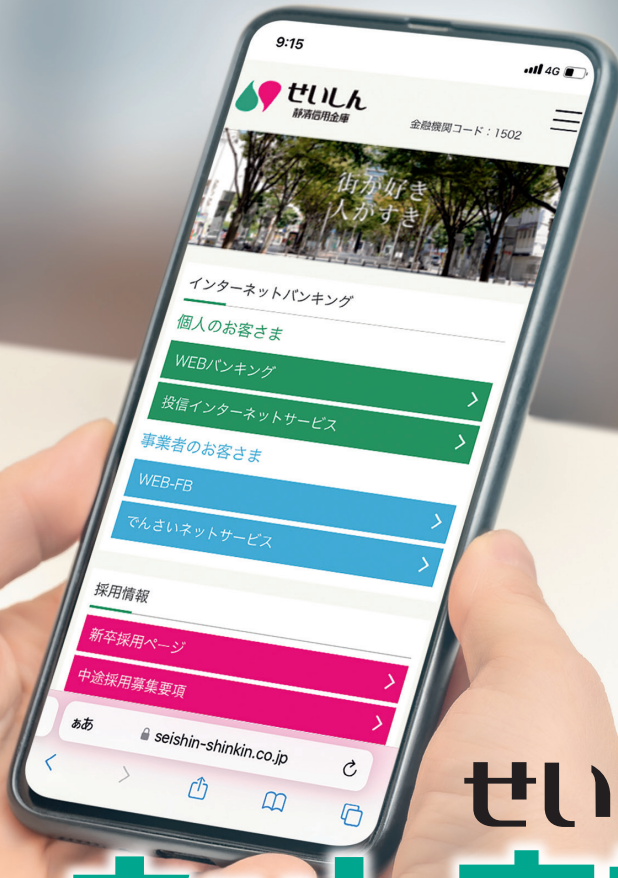 9:15
4G
せいしん
静清信用金庫
金融機関コード：1502
街が好き
人がすき
インターネットバンキング
個人のお客さま
WEBバンキング
投信インターネットサービス
事業者のお客さま
WEB-FB
でんさいネットサービス
採用情報
新卒採用ページ
中途採用募集要項
ぁあ
seishin-shinkin.co.jp
せい